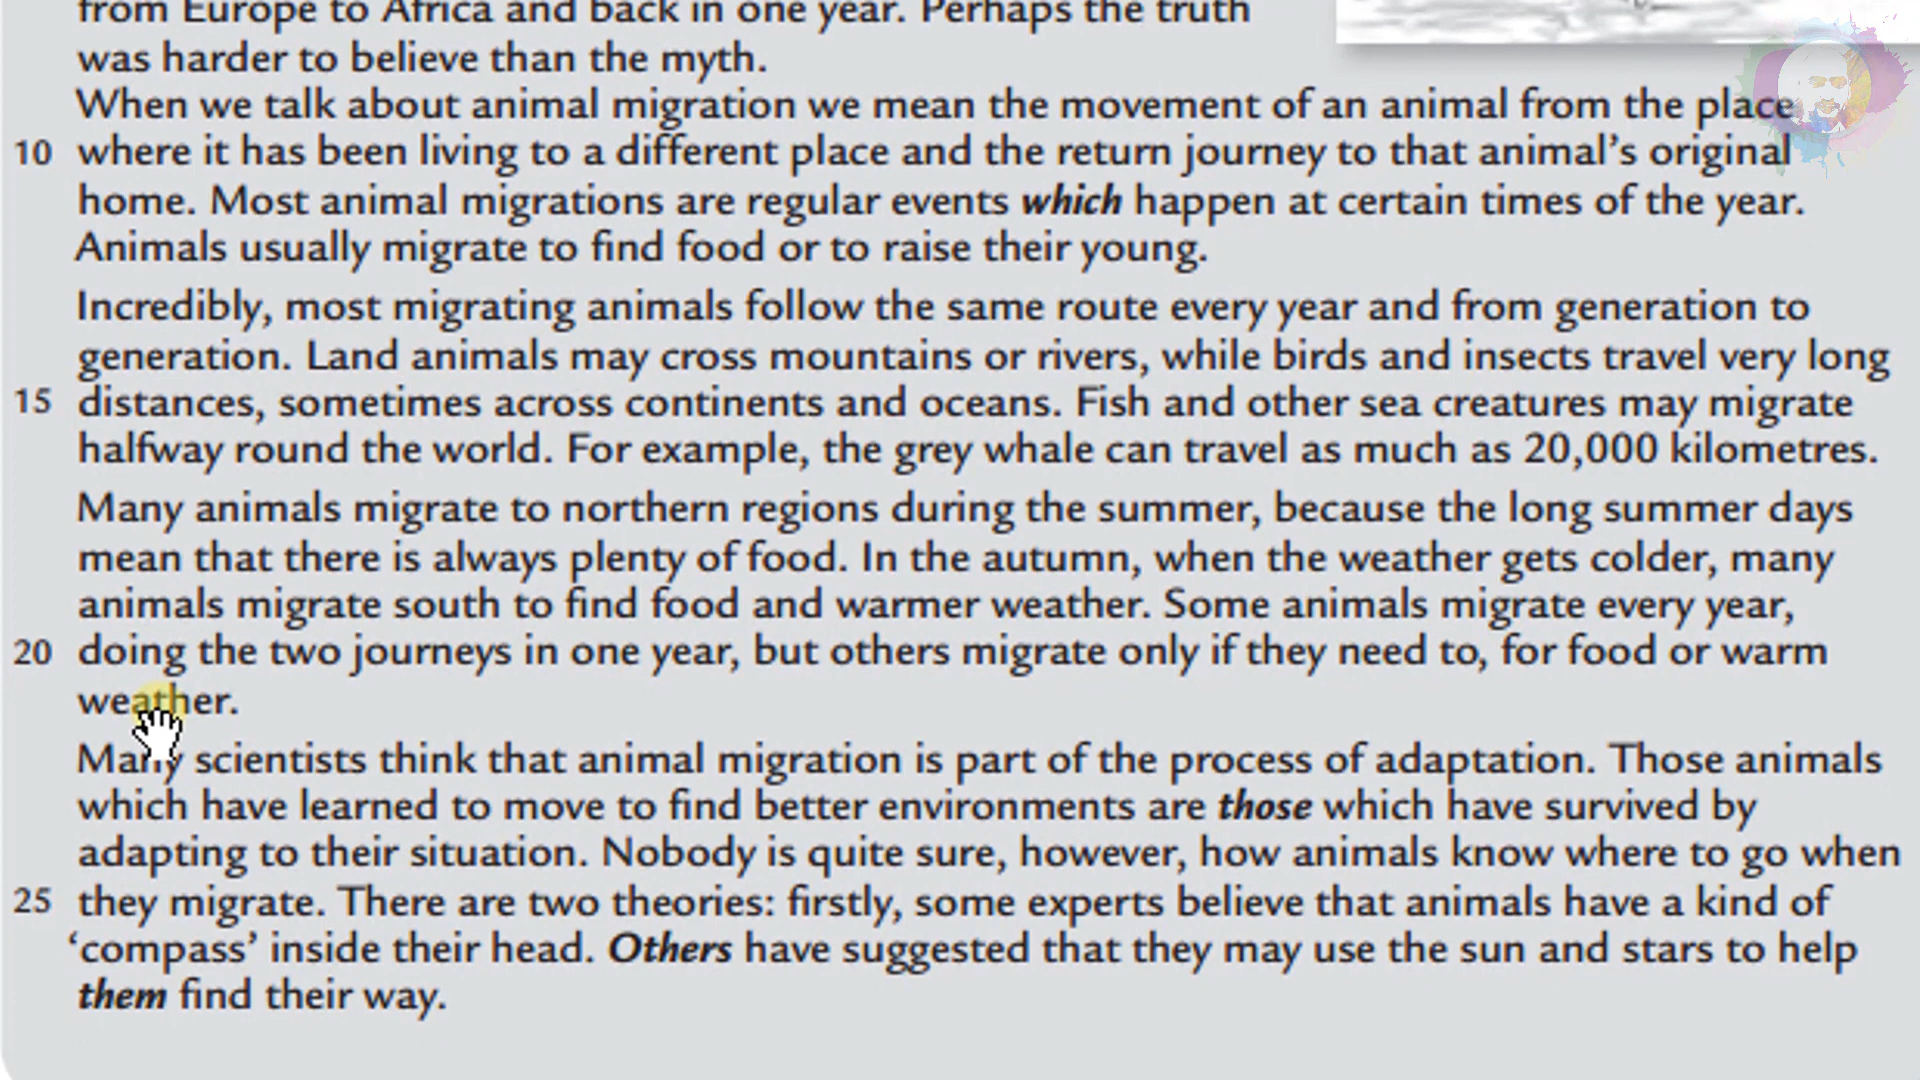 from Europe to Africa and back in one year. Perhaps the truth
was harder to believe than the myth.
When we talk about animal migration we mean the movement of an animal from the place
10 where it has been living to a different place and the return journey to that animal's original
home. Most animal migrations are regular events which happen at certain times of the year.
Animals usually migrate to find food or to raise their young.
Incredibly, most migrating animals follow the same route every year and from generation to
generation. Land animals may cross mountains or rivers, while birds and insects travel very long
15 distances, sometimes across continents and oceans. Fish and other sea creatures may migrate
halfway round the world. For example, the grey whale can travel as much as 20,000 kilometres.
Many animals migrate to northern regions during the summer, because the long summer days
mean that there is always plenty of food. In the autumn, when the weather gets colder, many
animals migrate south to find food and warmer weather. Some animals migrate every year,
20 doing the two journeys in one year, but others migrate only if they need to, for food or warm
weather.
Many scientists think that animal migration is part of the process of adaptation. Those animals
which have learned to move to find better environments are those which have survived by
adapting to their situation. Nobody is quite sure, however, how animals know where to go when
25 they migrate. There are two theories: firstly, some experts believe that animals have a kind of
‘compass’ inside their head. Others have suggested that they may use the sun and stars to help
them find their way.